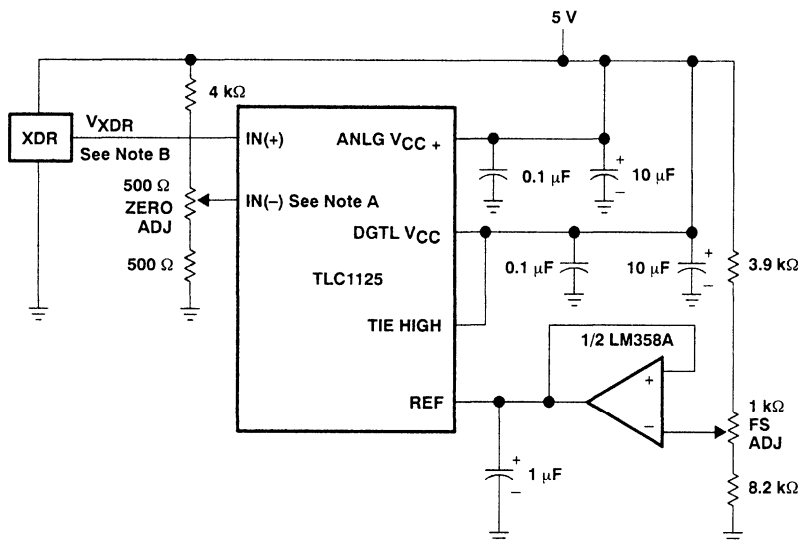 5 V
4 kΩ
XDR
VXDR
See Note B
IN(+)
ANLG VCC +
0.1 μF
+
10 μF
–
500 Ω
ZERO
ADJ
IN(–) See Note A
DGTL VCC
500 Ω
TLC1125
0.1 μF
10 μF
+
–
3.9 kΩ
TIE HIGH
1/2 LM358A
+
–
REF
1 kΩ
FS
ADJ
+
1 μF
–
8.2 kΩ